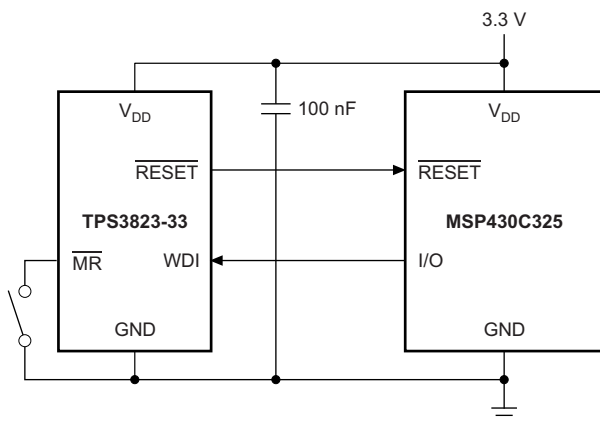 3.3 V
V_DD
100 nF
V_DD
RESET
RESET
TPS3823-33
MSP430C325
MR
WDI
I/O
GND
GND